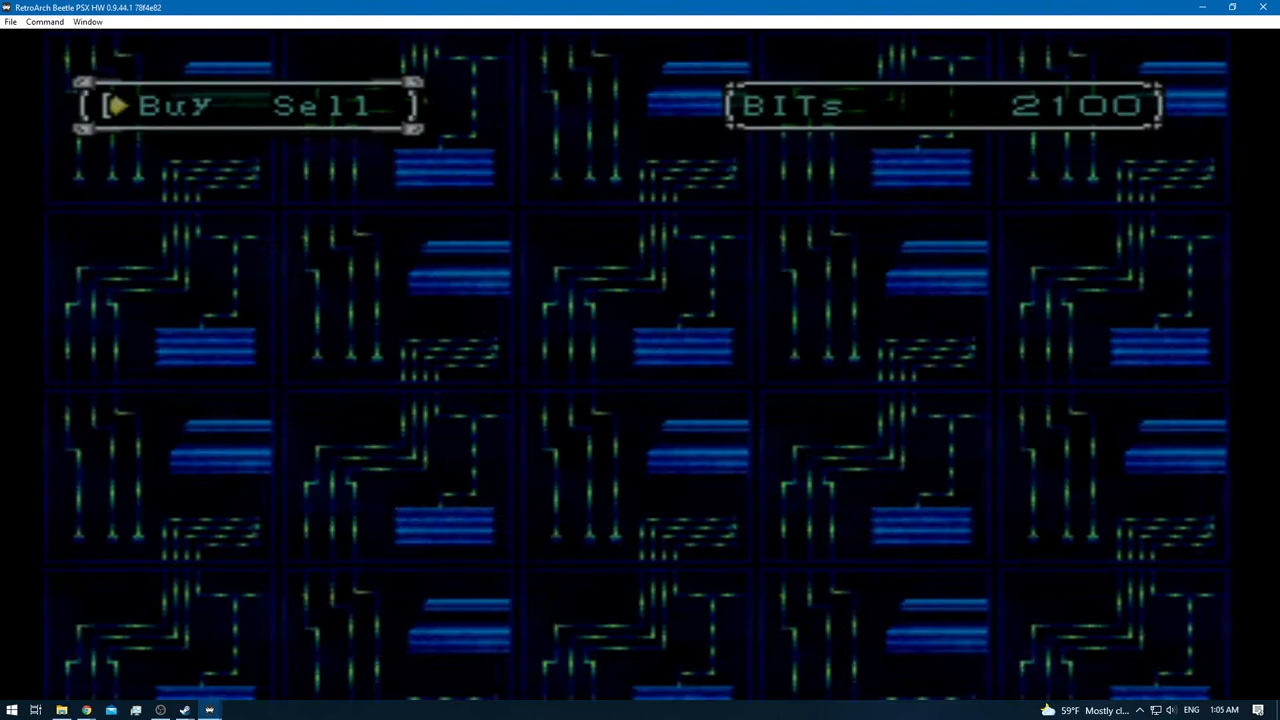 RetroArch Beetle PSX HW 0.9.44.1 78f4e82
File Command Window
Buy Sell
BITs 2100
59°F Mostly cl... ENG 1:05 AM